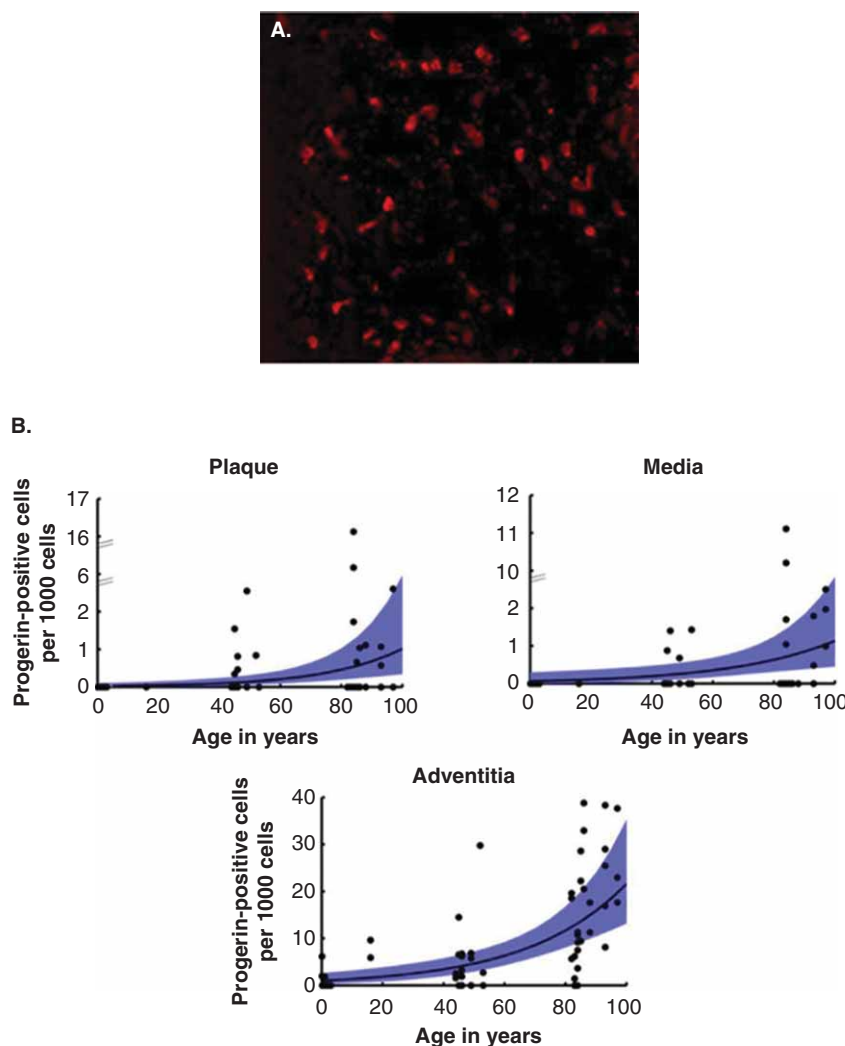 A.
B.
Plaque
Progerin-positive cells
per 1000 cells
17
16
6
2
1
0
0 20 40 60 80 100
Age in years
Media
12
11
10
2
1
0
0 20 40 60 80 100
Age in years
Adventitia
Progerin-positive cells
per 1000 cells
40
30
20
10
0
0 20 40 60 80 100
Age in years